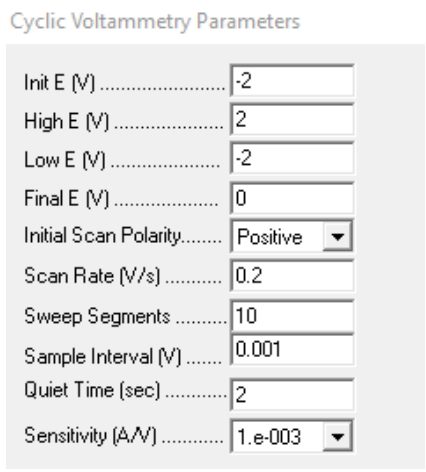 Cyclic Voltammetry Parameters
Init E (V) ........................ -2
High E (V) ...................... 2
Low E (V) ...................... -2
Final E (V) ..................... 0
Initial Scan Polarity........ Positive
Scan Rate (V/s) ........... 0.2
Sweep Segments ......... 10
Sample Interval (V) ....... 0.001
Quiet Time (sec) ............ 2
Sensitivity (A/V) ............ 1.e-003